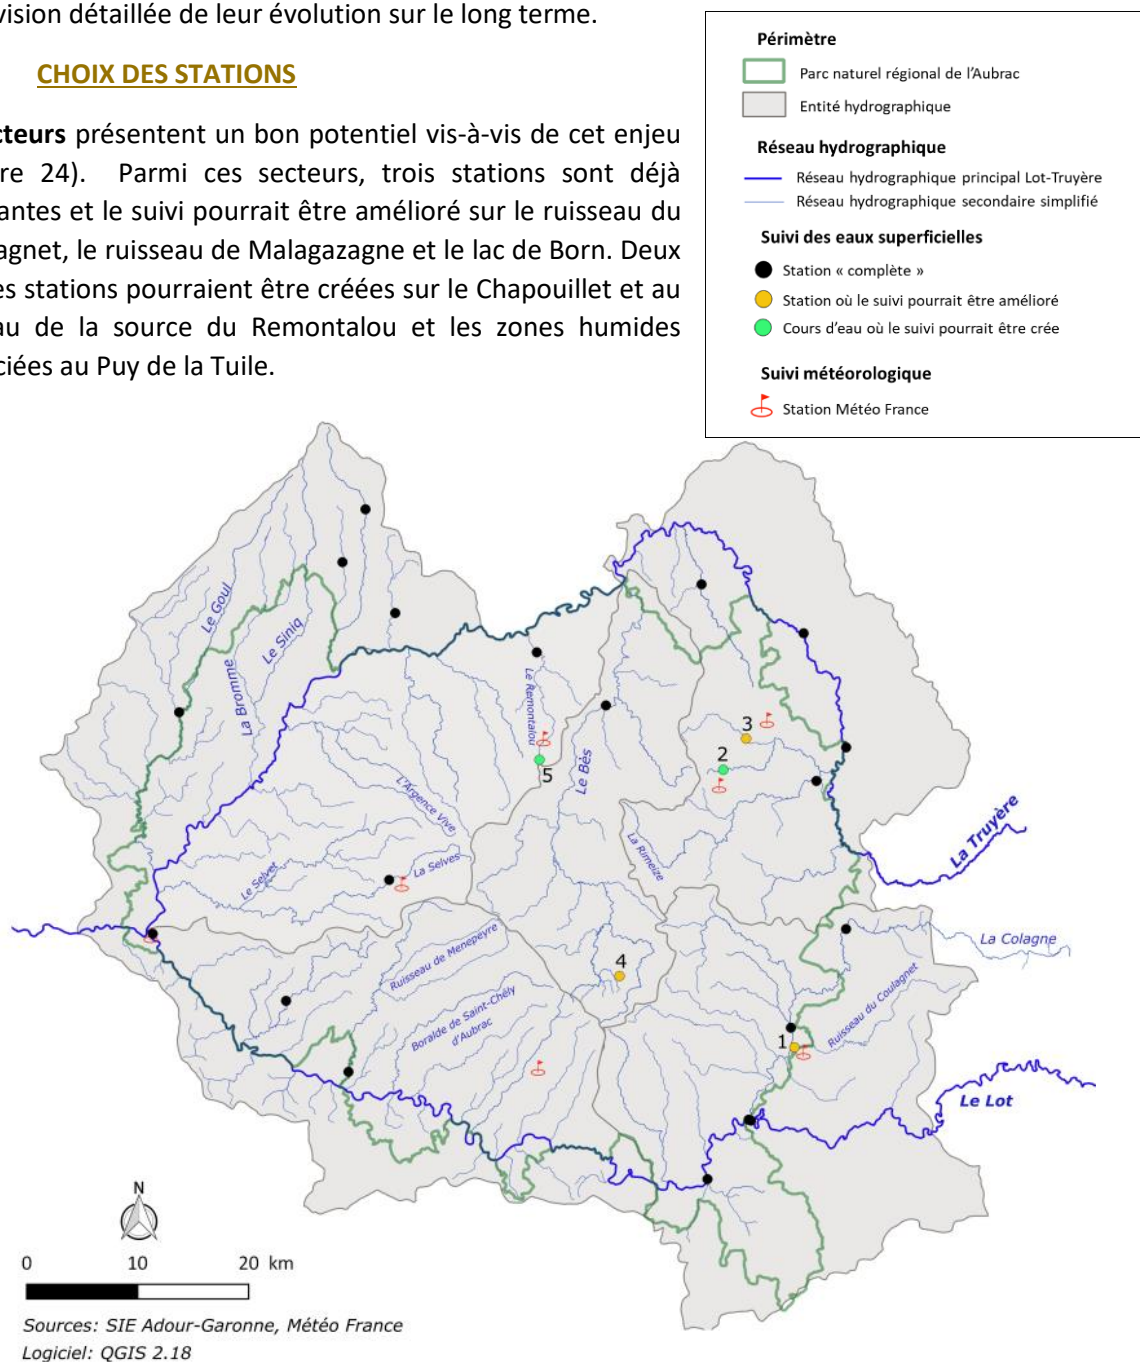 vision détaillée de leur évolution sur le long terme.
CHOIX DES STATIONS
cteurs présentent un bon potentiel vis-à-vis de cet enjeu
re 24). Parmi ces secteurs, trois stations sont déjà
antes et le suivi pourrait être amélioré sur le ruisseau du
agnet, le ruisseau de Malagazagne et le lac de Born. Deux
es stations pourraient être créées sur le Chapouillet et au
au de la source du Remontalou et les zones humides
ciées au Puy de la Tuile.
Périmètre
Parc naturel régional de l'Aubrac
Entité hydrographique
Réseau hydrographique
Réseau hydrographique principal Lot-Truyère
Réseau hydrographique secondaire simplifié
Suivi des eaux superficielles
Station « complète »
Station où le suivi pourrait être amélioré
Cours d'eau où le suivi pourrait être crée
Suivi météorologique
Station Météo France
Le Goul
Le Siniq
La Bromme
Le Remontalou
5
Le Bès
3
2
L'Argence Vive
La Selves
Le Selvet
La Rimeize
La Truyère
La Colagne
Ruisseau de Menepeyre
4
Boralde de Saint-Chély
d'Aubrac
Ruisseau du Coulagnet
1
Le Lot
N
0 10 20 km
Sources: SIE Adour-Garonne, Météo France
Logiciel: QGIS 2.18